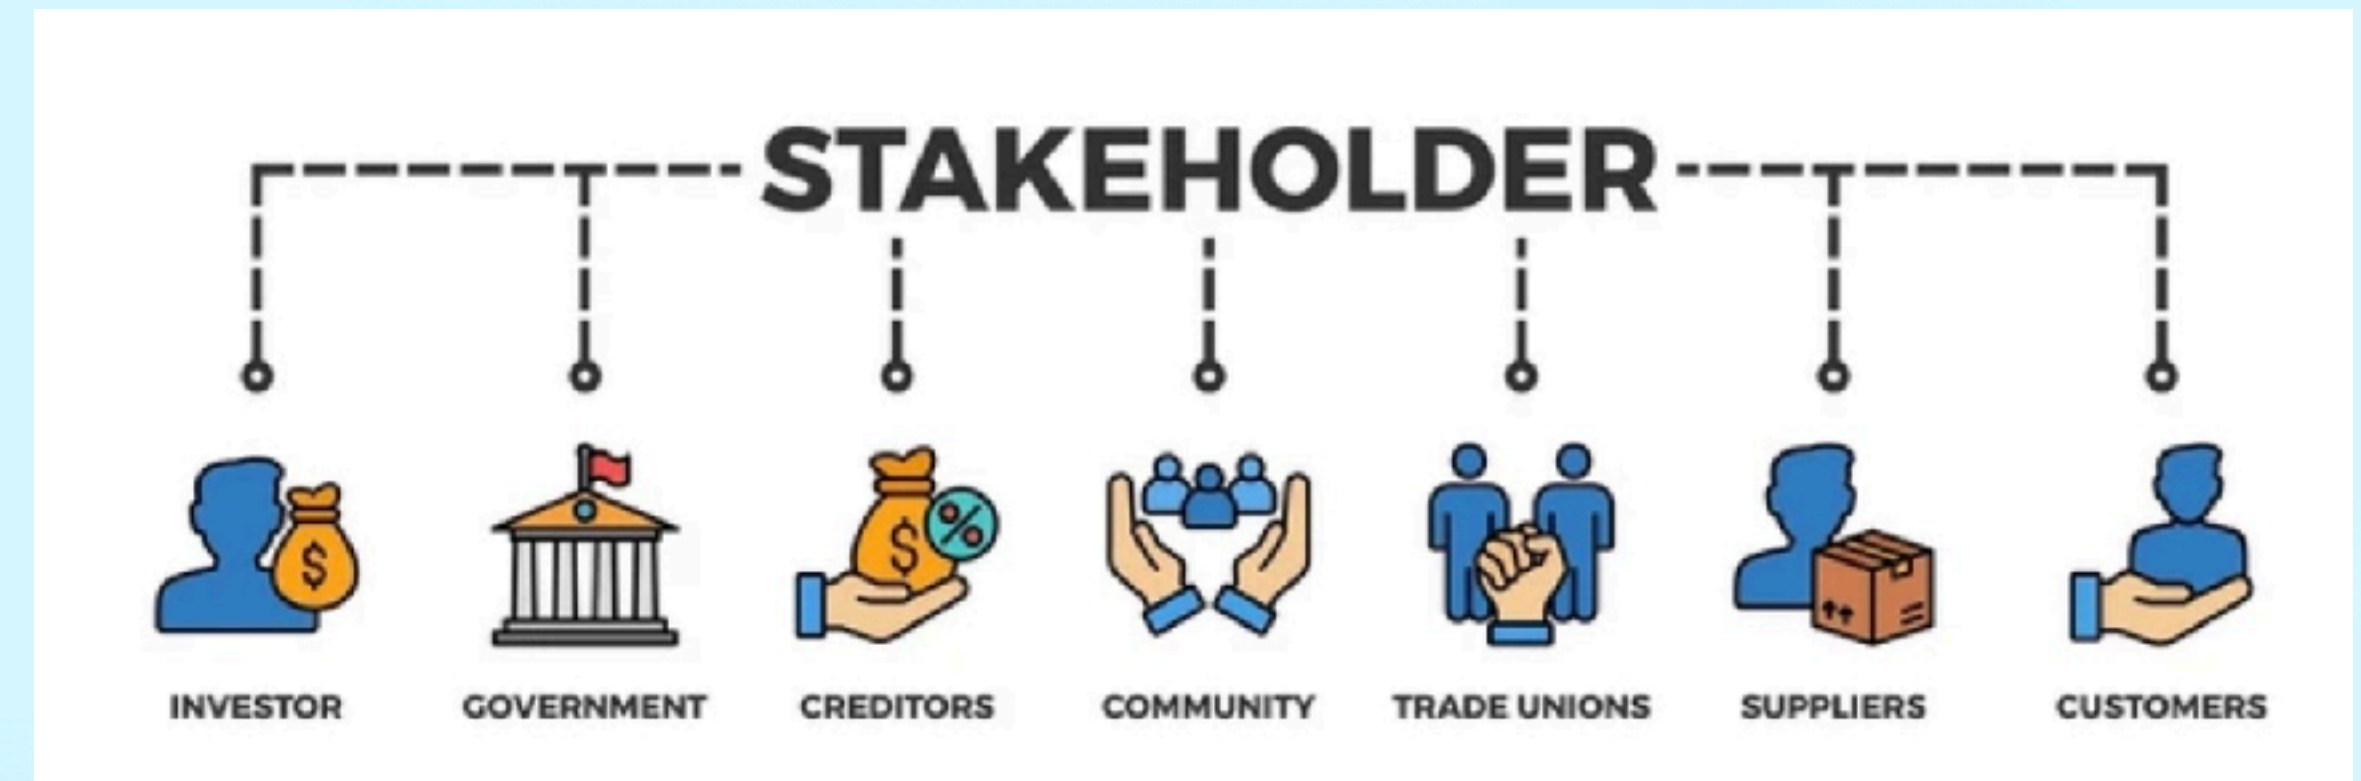 STAKEHOLDER
INVESTOR GOVERNMENT CREDITORS COMMUNITY TRADE UNIONS SUPPLIERS CUSTOMERS
$ $ %